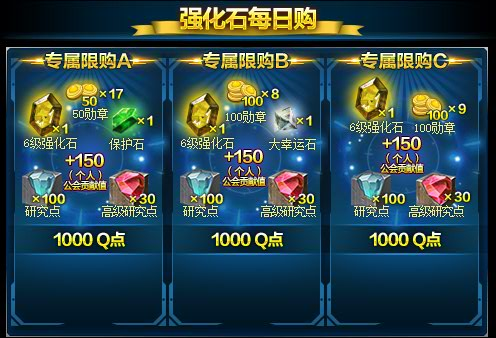 强化石每日购
专属限购A
50 ×17
50勋章
×1
6级强化石
×1
保护石
+150
(个人)
公会贡献值
×100
研究点
×30
高级研究点
1000 Q点
专属限购B
100 ×8
100勋章
×1
6级强化石
×1
大幸运石
+150
(个人)
公会贡献值
×100
研究点
×30
高级研究点
1000 Q点
专属限购C
×1
6级强化石
100 ×9
100勋章
+150
(个人)
公会贡献值
×100
研究点
×30
高级研究点
1000 Q点